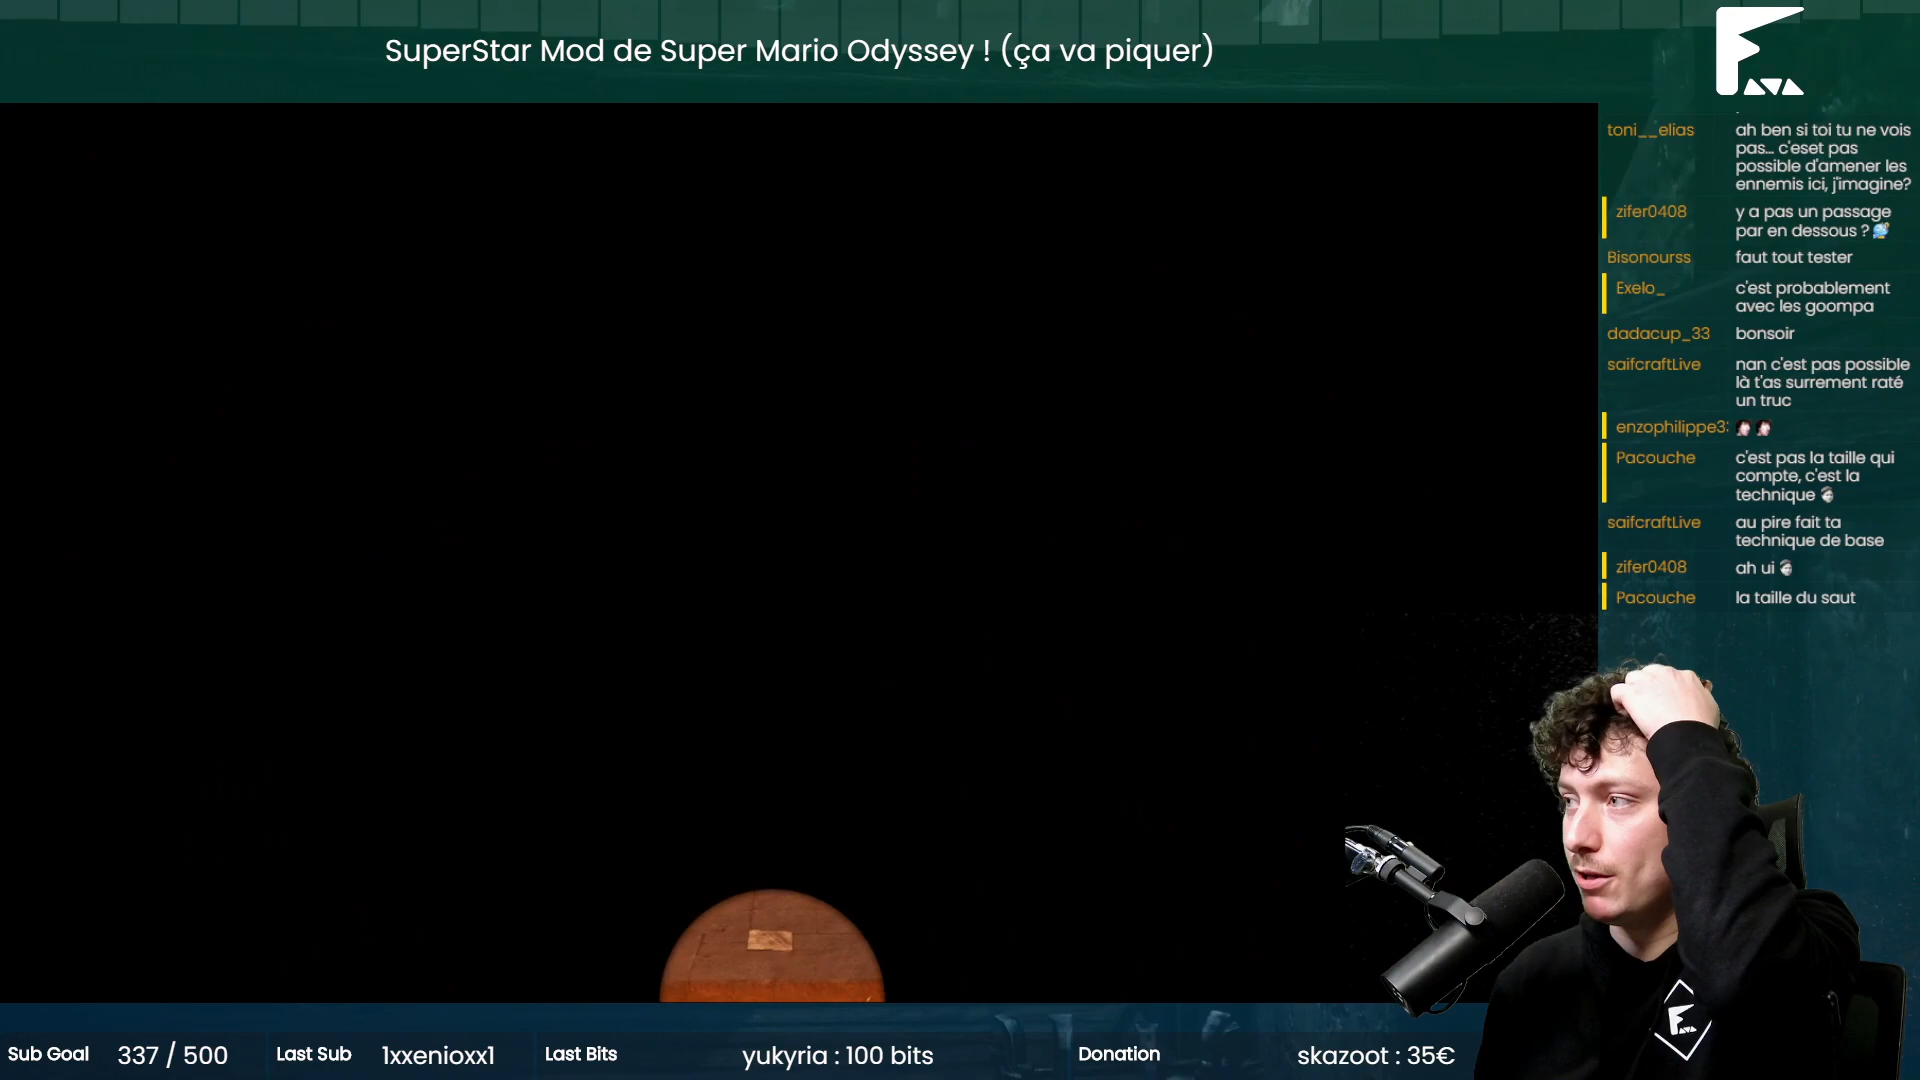 SuperStar Mod de Super Mario Odyssey ! (ça va piquer)
toni__elias ah ben si toi tu ne vois
pas... c'eset pas
possible d'amener les
ennemis ici, j'imagine?
zifer0408 y a pas un passage
par en dessous ?
Bisonourss faut tout tester
Exelo_ c'est probablement
avec les goompa
dadacup_33 bonsoir
saifcraftLive nan c'est pas possible
là t'as surrement raté
un truc
enzophilippe3
Pacouche c'est pas la taille qui
compte, c'est la
technique
saifcraftLive au pire fait ta
technique de base
zifer0408 ah ui
Pacouche la taille du saut
Sub Goal 337 / 500 Last Sub 1xxenioxx1 Last Bits yukyria : 100 bits Donation skazoot : 35€